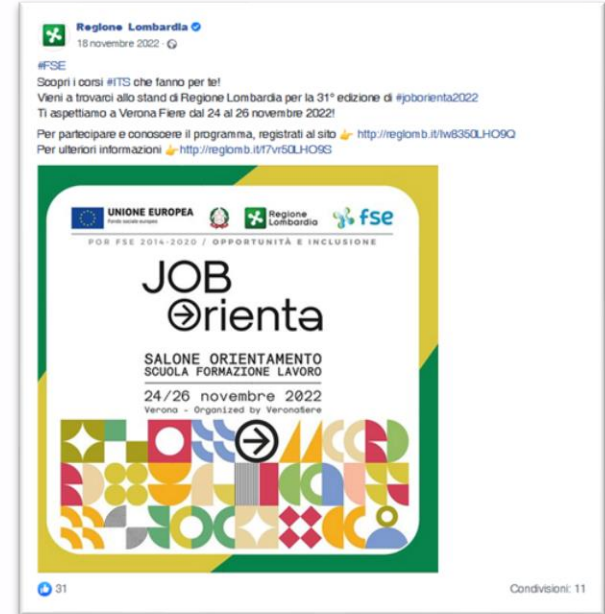 Regione Lombardia
18 novembre 2022 ·
#FSE
Scopri i corsi #ITS che fanno per te!
Vieni a trovarci allo stand di Regione Lombardia per la 31° edizione di #joborienta2022
Ti aspettiamo a Verona Fiere dal 24 al 26 novembre 2022!
Per partecipare e conoscere il programma, registrati al sito 👉 http://reglomb.it/Iw8350LHO9Q
Per ulteriori informazioni 👉 http://reglomb.it/f7vr50LHO9S
UNIONE EUROPEA
Fondo sociale europeo
Regione
Lombardia
fse
POR FSE 2014-2020 / OPPORTUNITÀ E INCLUSIONE
JOB
Orienta
SALONE ORIENTAMENTO
SCUOLA FORMAZIONE LAVORO
24/26 novembre 2022
Verona - Organized by Veronafiere
31
Condivisioni: 11